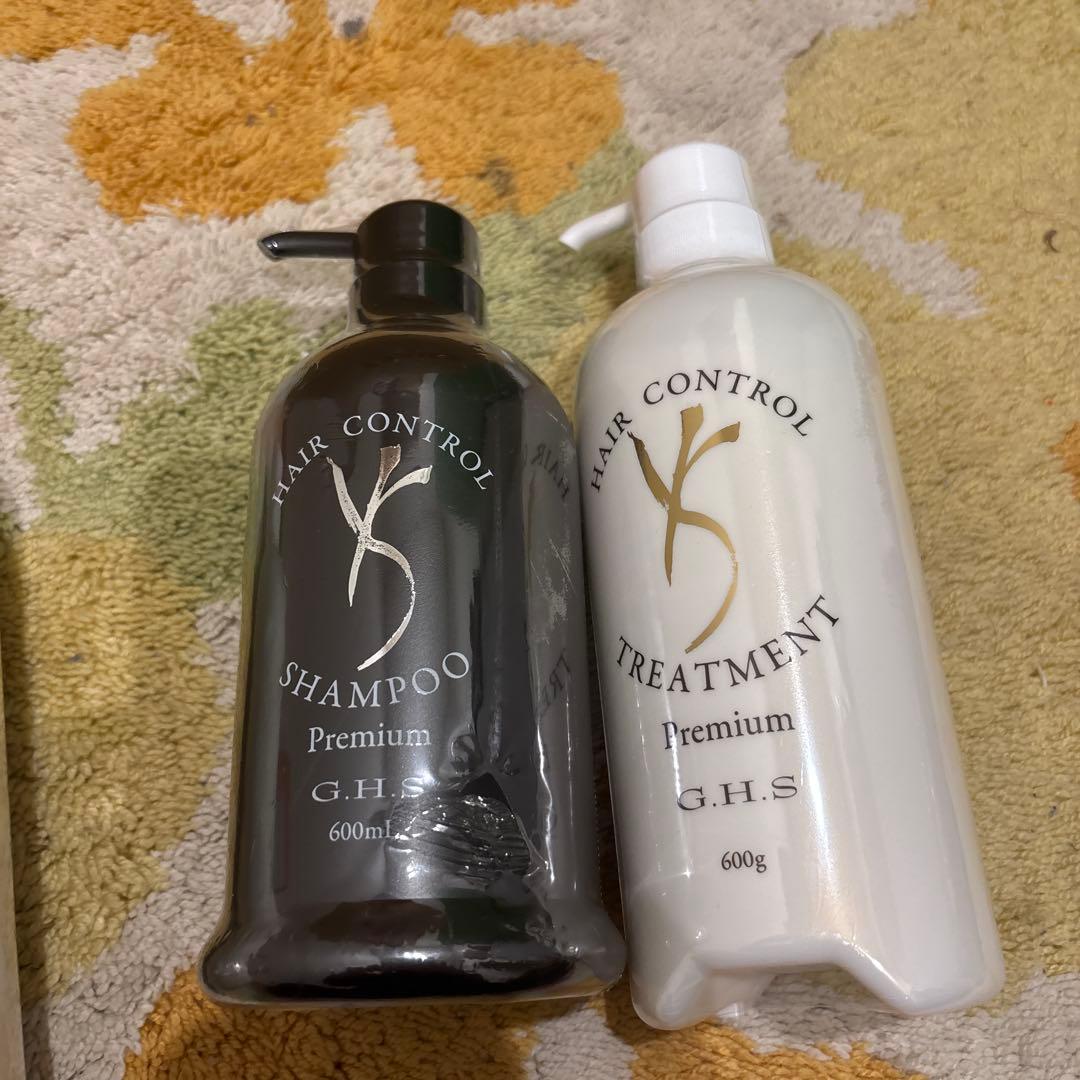 HAIR CONTROL
SHAMPOO
Premium
G.H.S
600mL
HAIR CONTROL
TREATMENT
Premium
G.H.S
600g